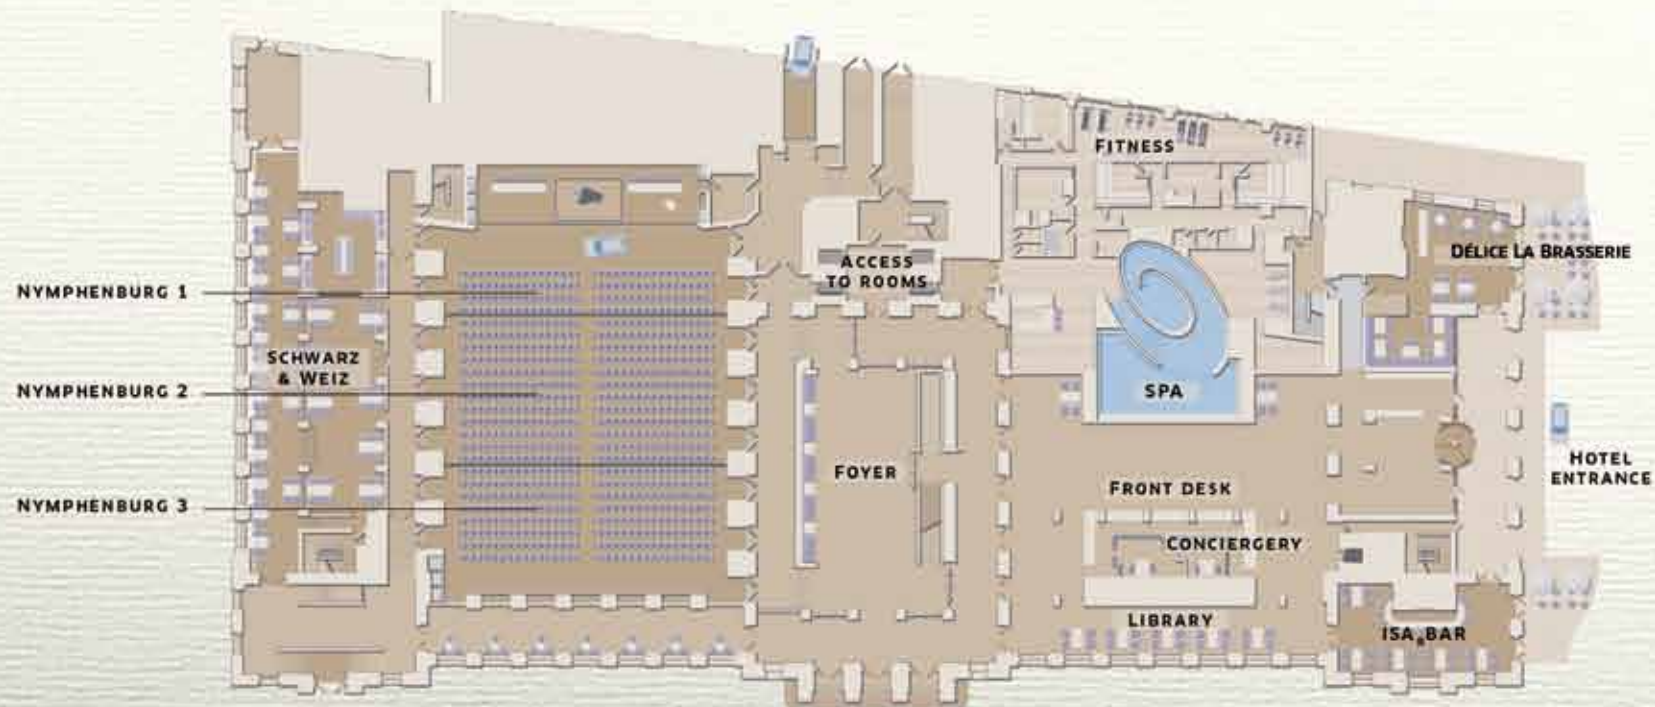 FITNESS
DÉLICE LA BRASSERIE
ACCESS
TO ROOMS
NYMPHENBURG 1
SCHWARZ
& WEIZ
NYMPHENBURG 2
SPA
FOYER
HOTEL
ENTRANCE
FRONT DESK
NYMPHENBURG 3
CONCIERGERY
LIBRARY
ISA BAR